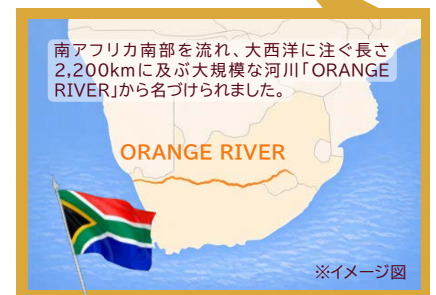 南アフリカ南部を流れ、大西洋に注ぐ長さ
2,200kmに及ぶ大規模な河川「ORANGE
RIVER」から名づけられました。
ORANGE RIVER
※イメージ図